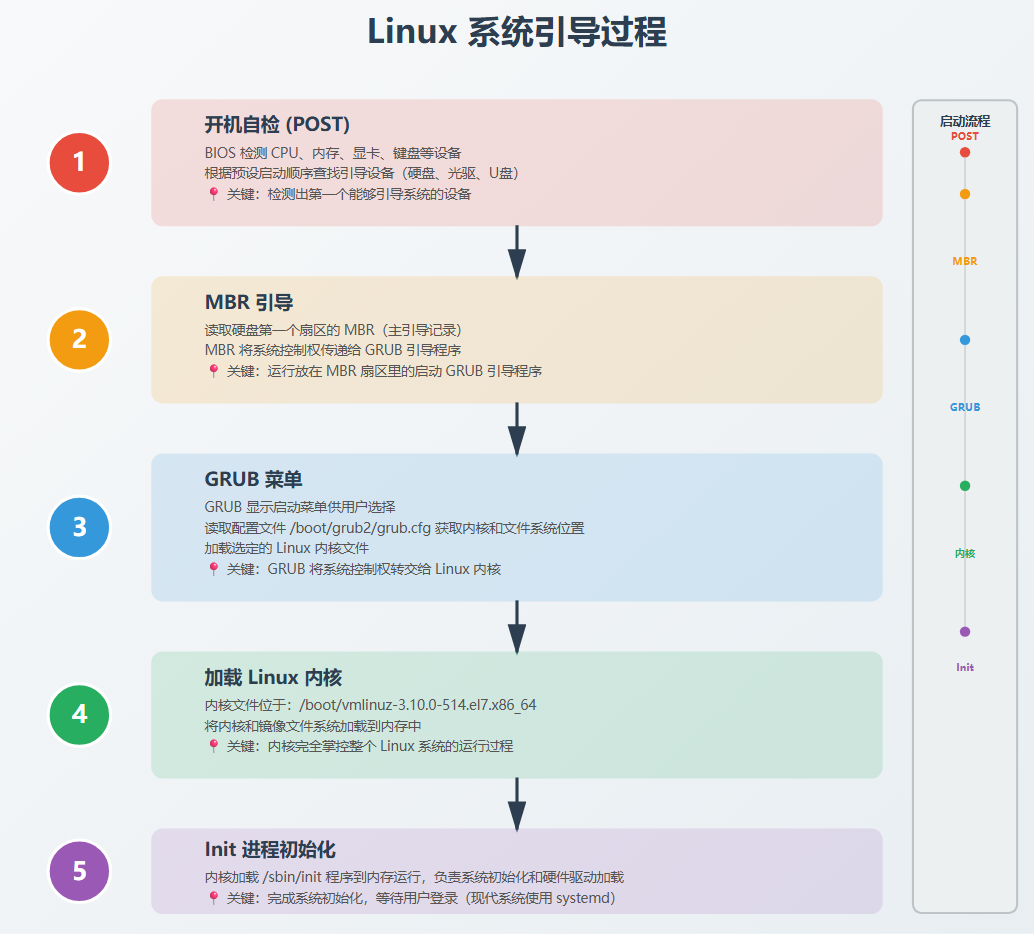 Linux 系统引导过程
1
开机自检 (POST)
BIOS 检测 CPU、内存、显卡、键盘等设备
根据预设启动顺序查找引导设备（硬盘、光驱、U盘）
📍 关键：检测出第一个能够引导系统的设备
2
MBR 引导
读取硬盘第一个扇区的 MBR（主引导记录）
MBR 将系统控制权传递给 GRUB 引导程序
📍 关键：运行放在 MBR 扇区里的启动 GRUB 引导程序
3
GRUB 菜单
GRUB 显示启动菜单供用户选择
读取配置文件 /boot/grub2/grub.cfg 获取内核和文件系统位置
加载选定的 Linux 内核文件
📍 关键：GRUB 将系统控制权转交给 Linux 内核
4
加载 Linux 内核
内核文件位于：/boot/vmlinuz-3.10.0-514.el7.x86_64
将内核和镜像文件系统加载到内存中
📍 关键：内核完全掌控整个 Linux 系统的运行过程
5
Init 进程初始化
内核加载 /sbin/init 程序到内存运行，负责系统初始化和硬件驱动加载
📍 关键：完成系统初始化，等待用户登录（现代系统使用 systemd）
启动流程
POST
MBR
GRUB
内核
Init